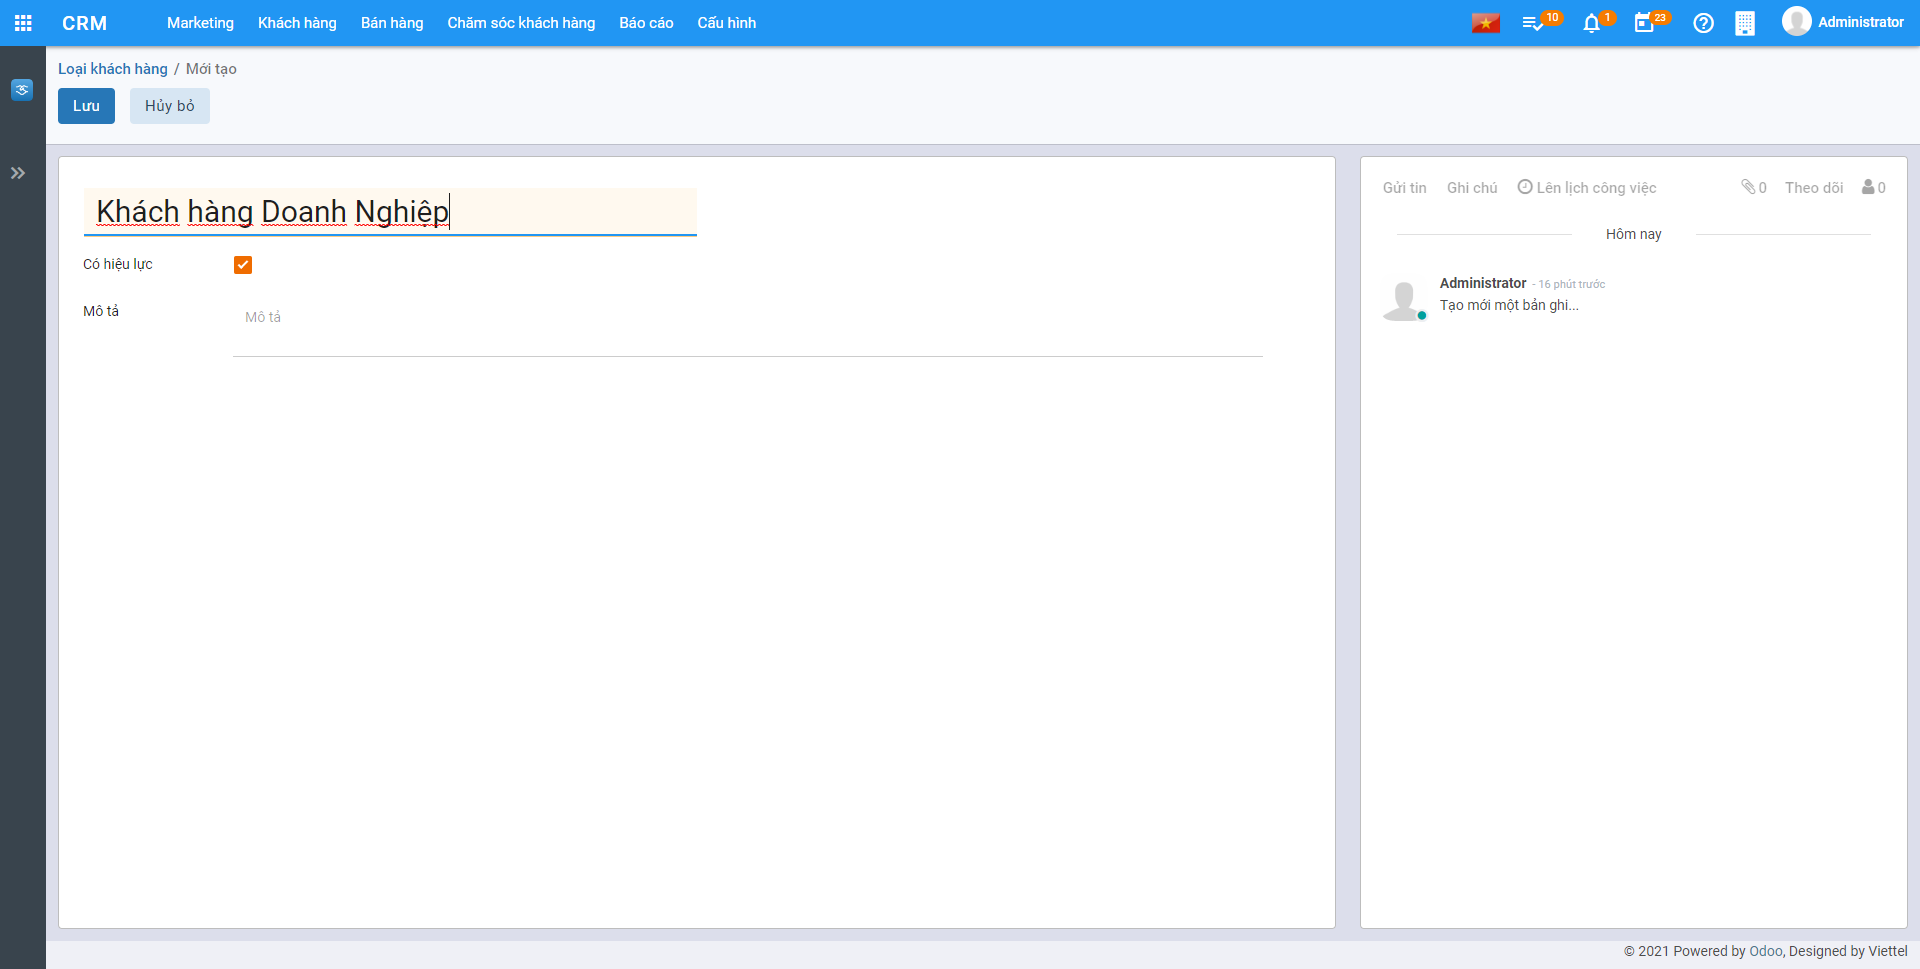 CRM Marketing Khách hàng Bán hàng Chăm sóc khách hàng Báo cáo Cấu hình 10 1 23 Administrator
Loại khách hàng / Mới tạo
Lưu Hủy bỏ
Gửi tin Ghi chú Lên lịch công việc 0 Theo dõi 0
Khách hàng Doanh Nghiệp
Hôm nay
Có hiệu lực
Administrator - 16 phút trước
Tạo mới một bản ghi...
Mô tả Mô tả
© 2021 Powered by Odoo, Designed by Viettel